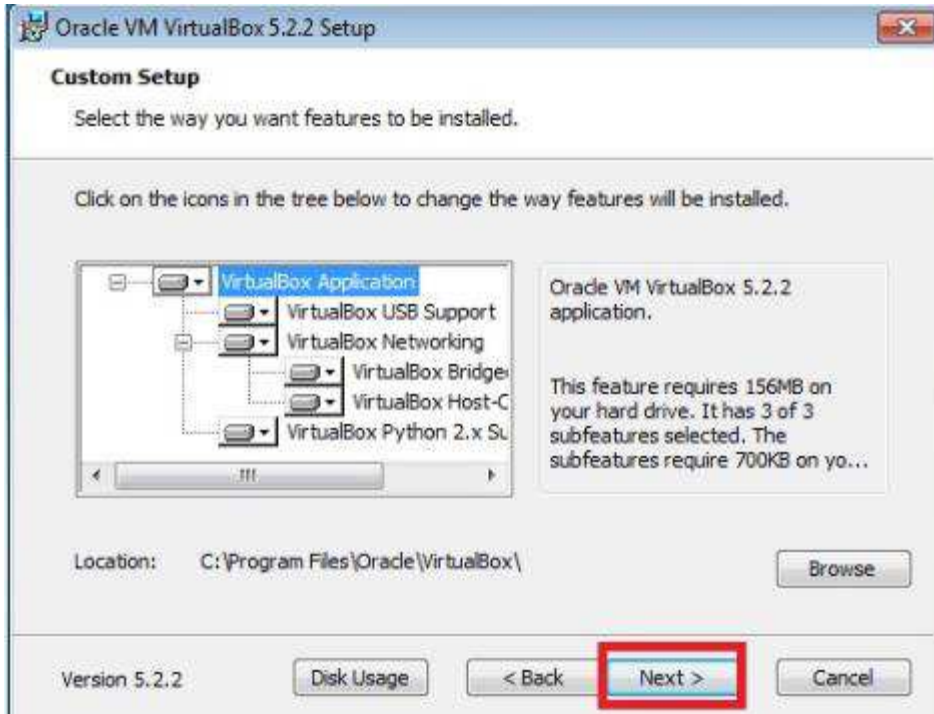 Oracle VM VirtualBox 5.2.2 Setup
Custom Setup
Select the way you want features to be installed.
Click on the icons in the tree below to change the way features will be installed.
VirtualBox Application
VirtualBox USB Support
VirtualBox Networking
VirtualBox Bridge
VirtualBox Host-C
VirtualBox Python 2.x Su
Oracle VM VirtualBox 5.2.2
application.
This feature requires 156MB on
your hard drive. It has 3 of 3
subfeatures selected. The
subfeatures require 700KB on yo...
Location: C:\Program Files\Oracle\VirtualBox\
Browse
Version 5.2.2
Disk Usage
< Back
Next >
Cancel